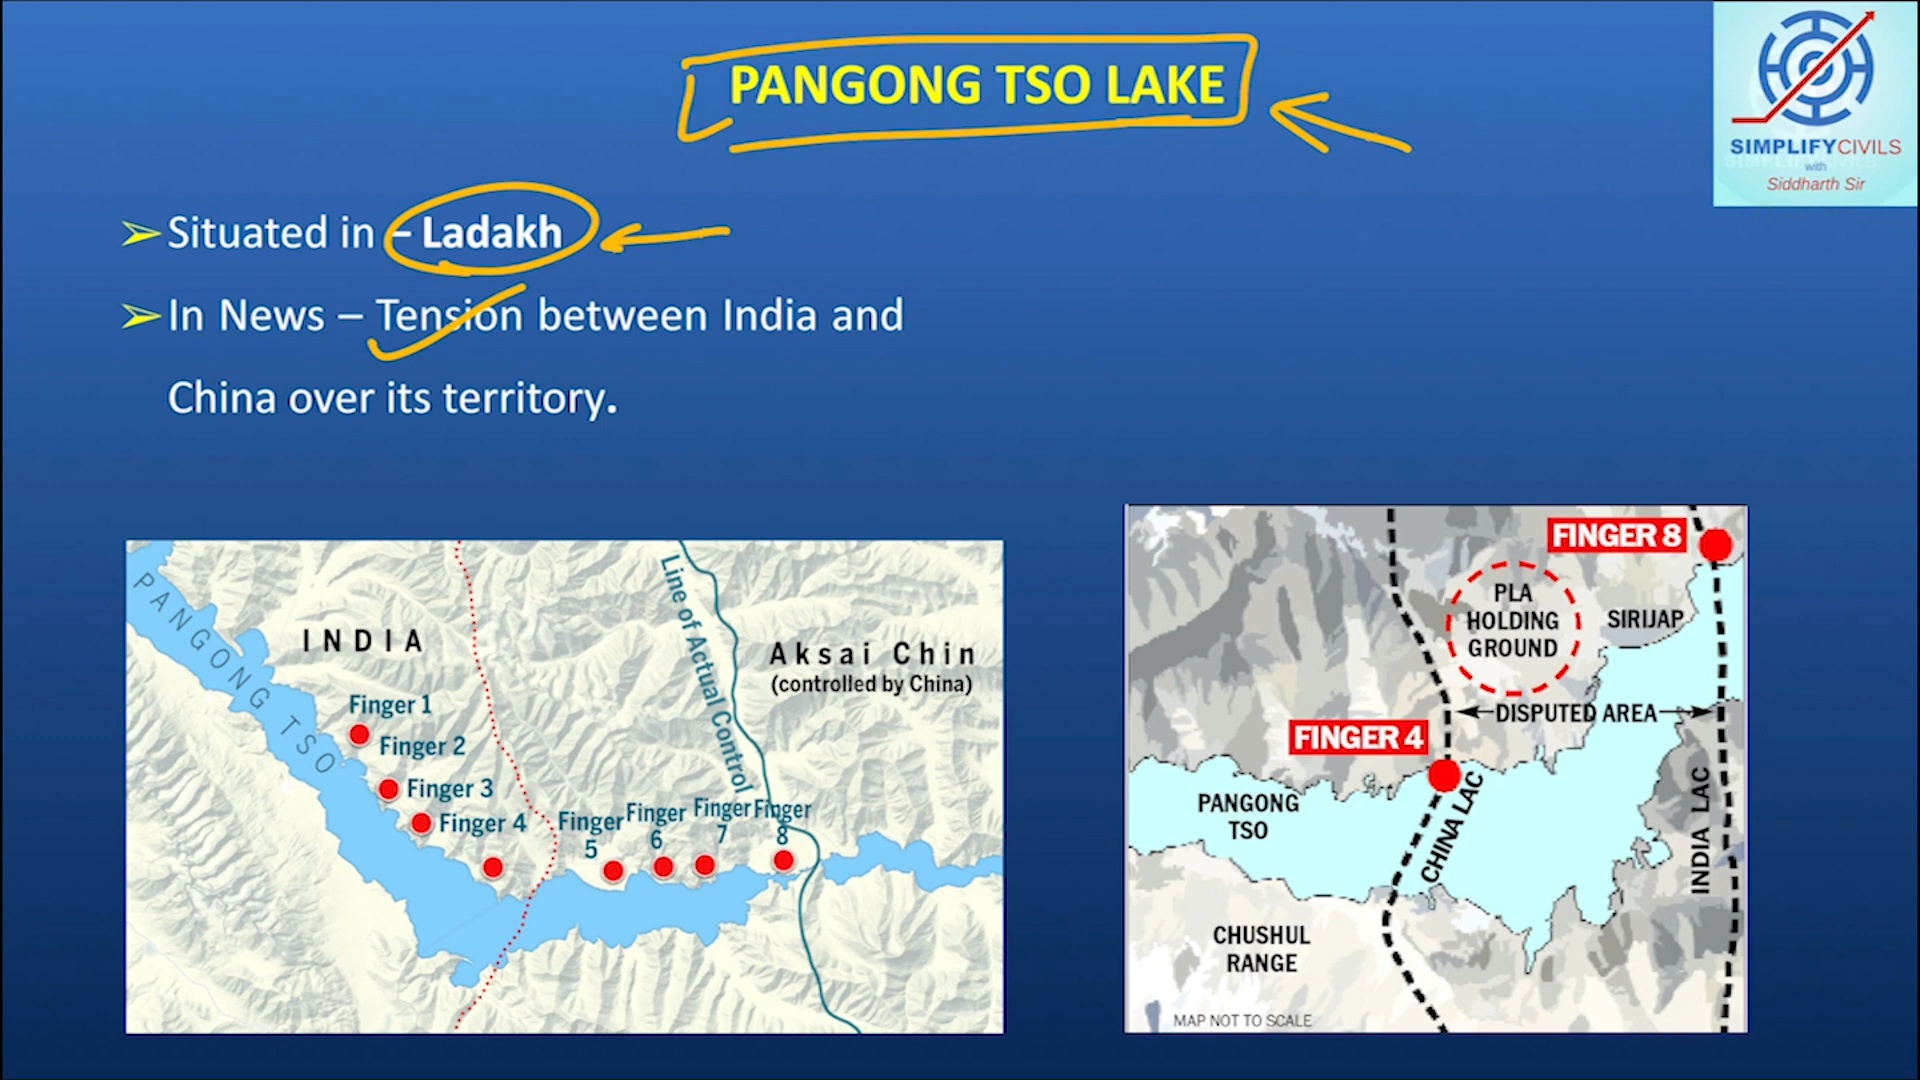 PANGONG TSO LAKE
SIMPLIFYCIVILS
with
Siddharth Sir
➢ Situated in – Ladakh
➢ In News – Tension between India and
China over its territory.
PANGONG TSO
INDIA
Line of Actual Control
Aksai Chin
(controlled by China)
Finger 1
Finger 2
Finger 3
Finger 4
Finger
5
Finger
6
Finger
7
Finger
8
FINGER 8
PLA
HOLDING
GROUND
SIRIJAP
DISPUTED AREA
FINGER 4
PANGONG
TSO
CHINA LAC
INDIA LAC
CHUSHUL
RANGE
MAP NOT TO SCALE